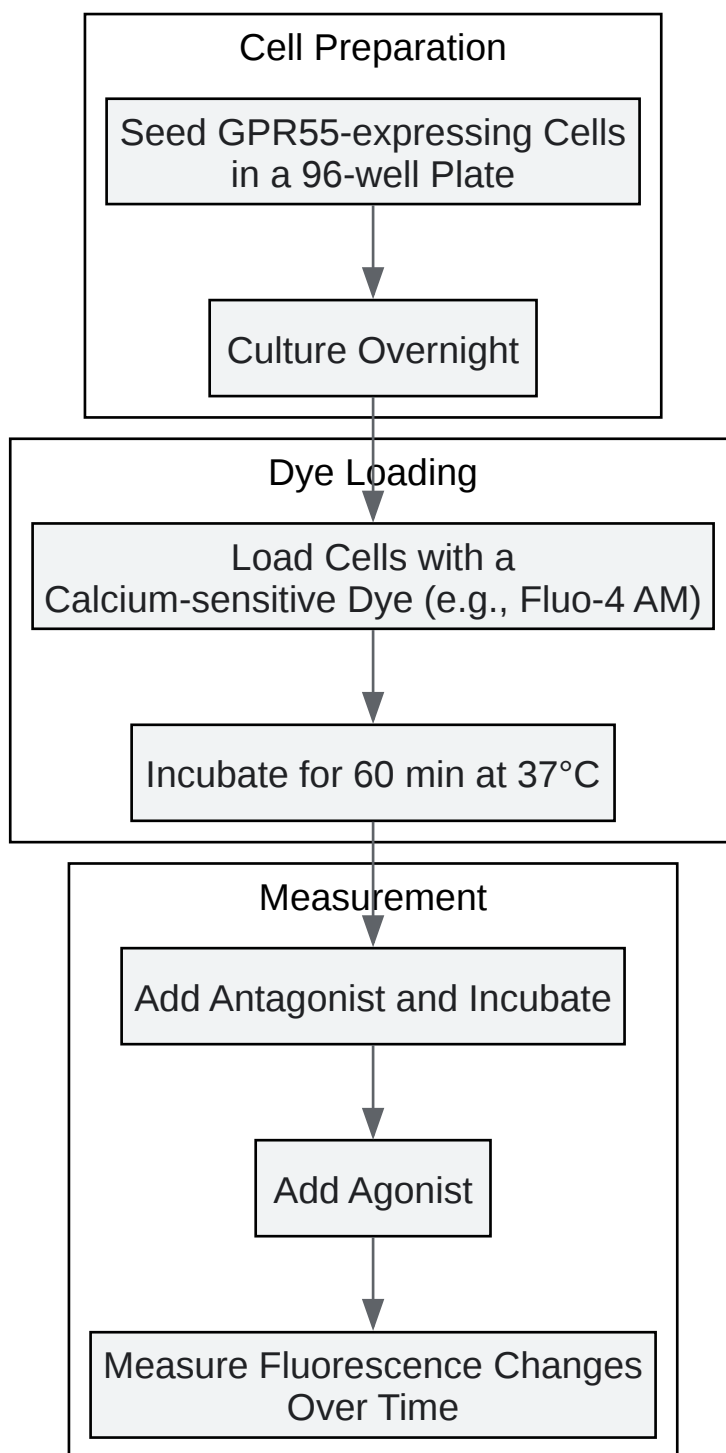 Cell Preparation
Seed GPR55-expressing Cells
in a 96-well Plate
Culture Overnight
Dye Loading
Load Cells with a
Calcium-sensitive Dye (e.g., Fluo-4 AM)
Incubate for 60 min at 37°C
Measurement
Add Antagonist and Incubate
Add Agonist
Measure Fluorescence Changes
Over Time